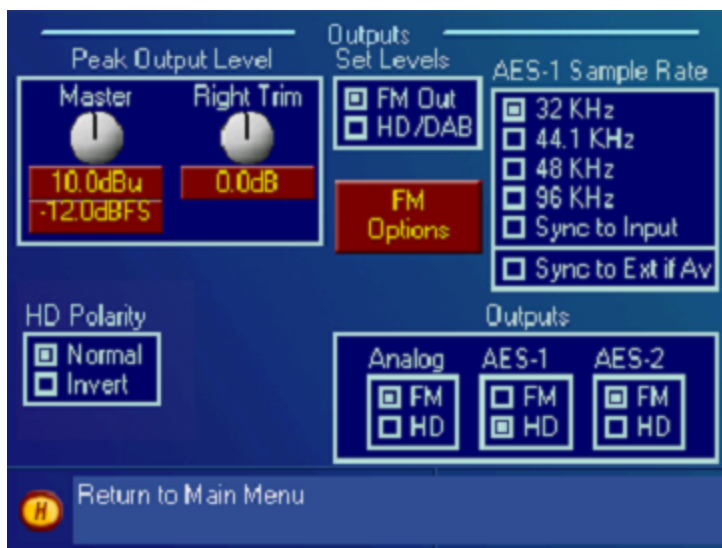 Outputs
Peak Output Level
Master
Right Trim
10.0dBu
-12.0dBFS
0.0dB
Set Levels
FM Out
HD/DAB
FM
Options
AES-1 Sample Rate
32 KHz
44.1 KHz
48 KHz
96 KHz
Sync to Input
Sync to Ext if Av
HD Polarity
Normal
Invert
Outputs
Analog
FM
HD
AES-1
FM
HD
AES-2
FM
HD
H
Return to Main Menu